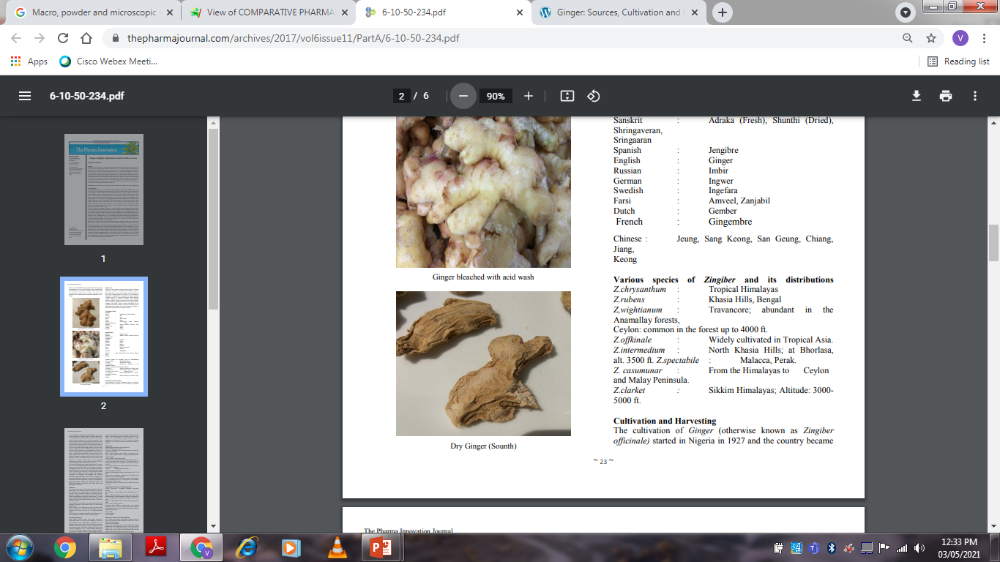 Macro, powder and microscopic
View of COMPARATIVE PHARMA
6-10-50-234.pdf
Ginger: Sources, Cultivation and U
thepharmajournal.com/archives/2017/vol6issue11/PartA/6-10-50-234.pdf
V
Apps
Cisco Webex Meeti...
Reading list
6-10-50-234.pdf
2 / 6
90%
The Pharma Innovation
1
2
Ginger bleached with acid wash
Dry Ginger (Sounth)
Sanskrit : Adraka (Fresh), Shunthi (Dried),
Shringaveran,
Sringaaran
Spanish : Jengibre
English : Ginger
Russian : Imbir
German : Ingwer
Swedish : Ingefara
Farsi : Amveel, Zanjabil
Dutch : Gember
French : Gingembre
Chinese : Jeung, Sang Keong, San Geung, Chiang,
Jiang,
Keong
Various species of Zingiber and its distributions
Z.chrysanthum : Tropical Himalayas
Z.rubens : Khasia Hills, Bengal
Z,wightianum : Travancore; abundant in the
Anamallay forests,
Ceylon: common in the forest up to 4000 ft.
Z.offkinale : Widely cultivated in Tropical Asia.
Z.intermedium : North Khasia Hills; at Bhorlasa,
alt. 3500 ft. Z.spectabile : Malacca, Perak.
Z. casumunar : From the Himalayas to Ceylon
and Malay Peninsula.
Z.clarket : Sikkim Himalayas; Altitude: 3000-
5000 ft.
Cultivation and Harvesting
The cultivation of Ginger (otherwise known as Zingiber
officinale) started in Nigeria in 1927 and the country became
~ 23 ~
The Pharma Innovation Journal
12:33 PM
03/05/2021